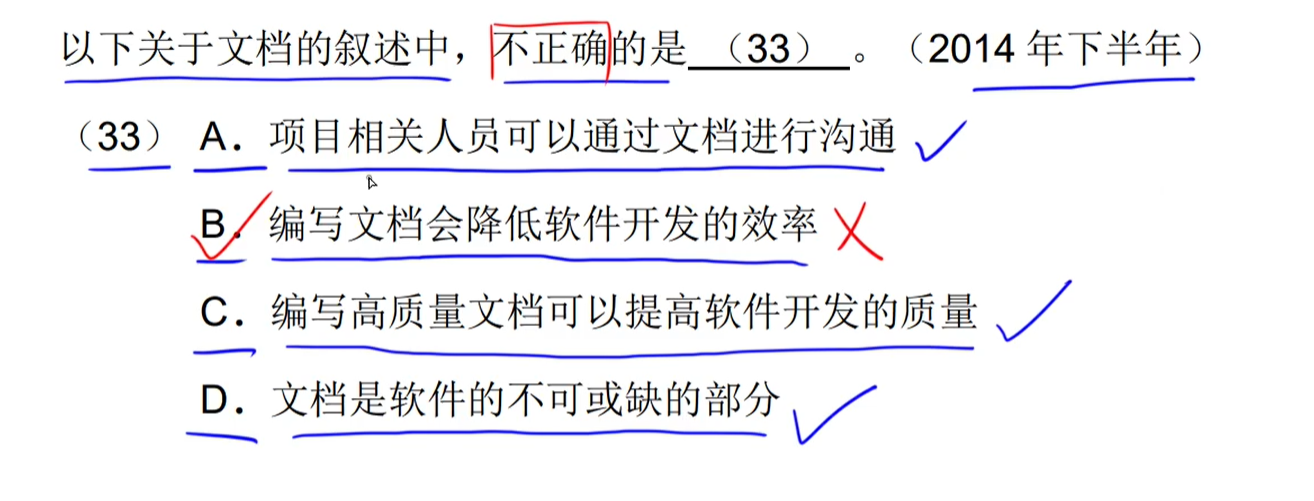 以下关于文档的叙述中，不正确的是 （33） 。（2014 年下半年）
（33） A．项目相关人员可以通过文档进行沟通
B．编写文档会降低软件开发的效率
C．编写高质量文档可以提高软件开发的质量
D．文档是软件的不可或缺的部分